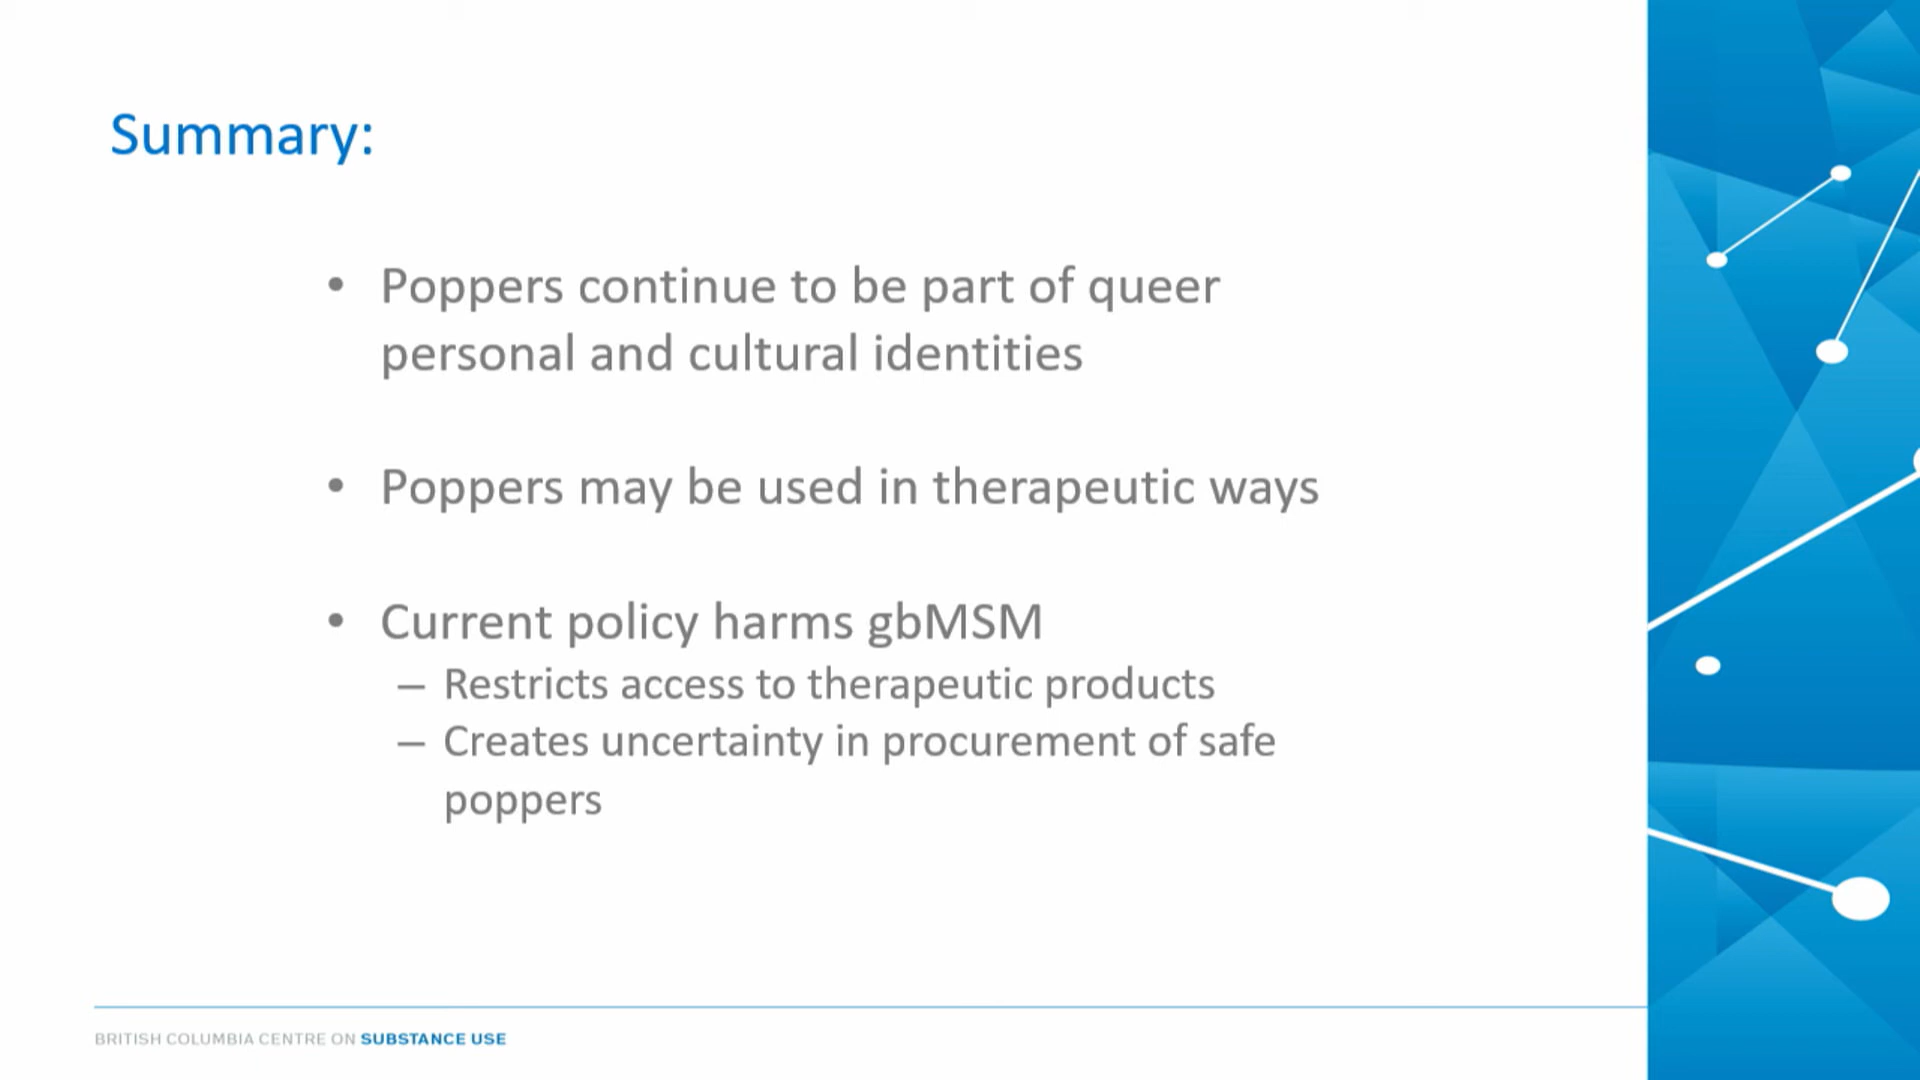 Summary:
• Poppers continue to be part of queer
personal and cultural identities
• Poppers may be used in therapeutic ways
• Current policy harms gbMSM
– Restricts access to therapeutic products
– Creates uncertainty in procurement of safe
poppers
BRITISH COLUMBIA CENTRE ON SUBSTANCE USE